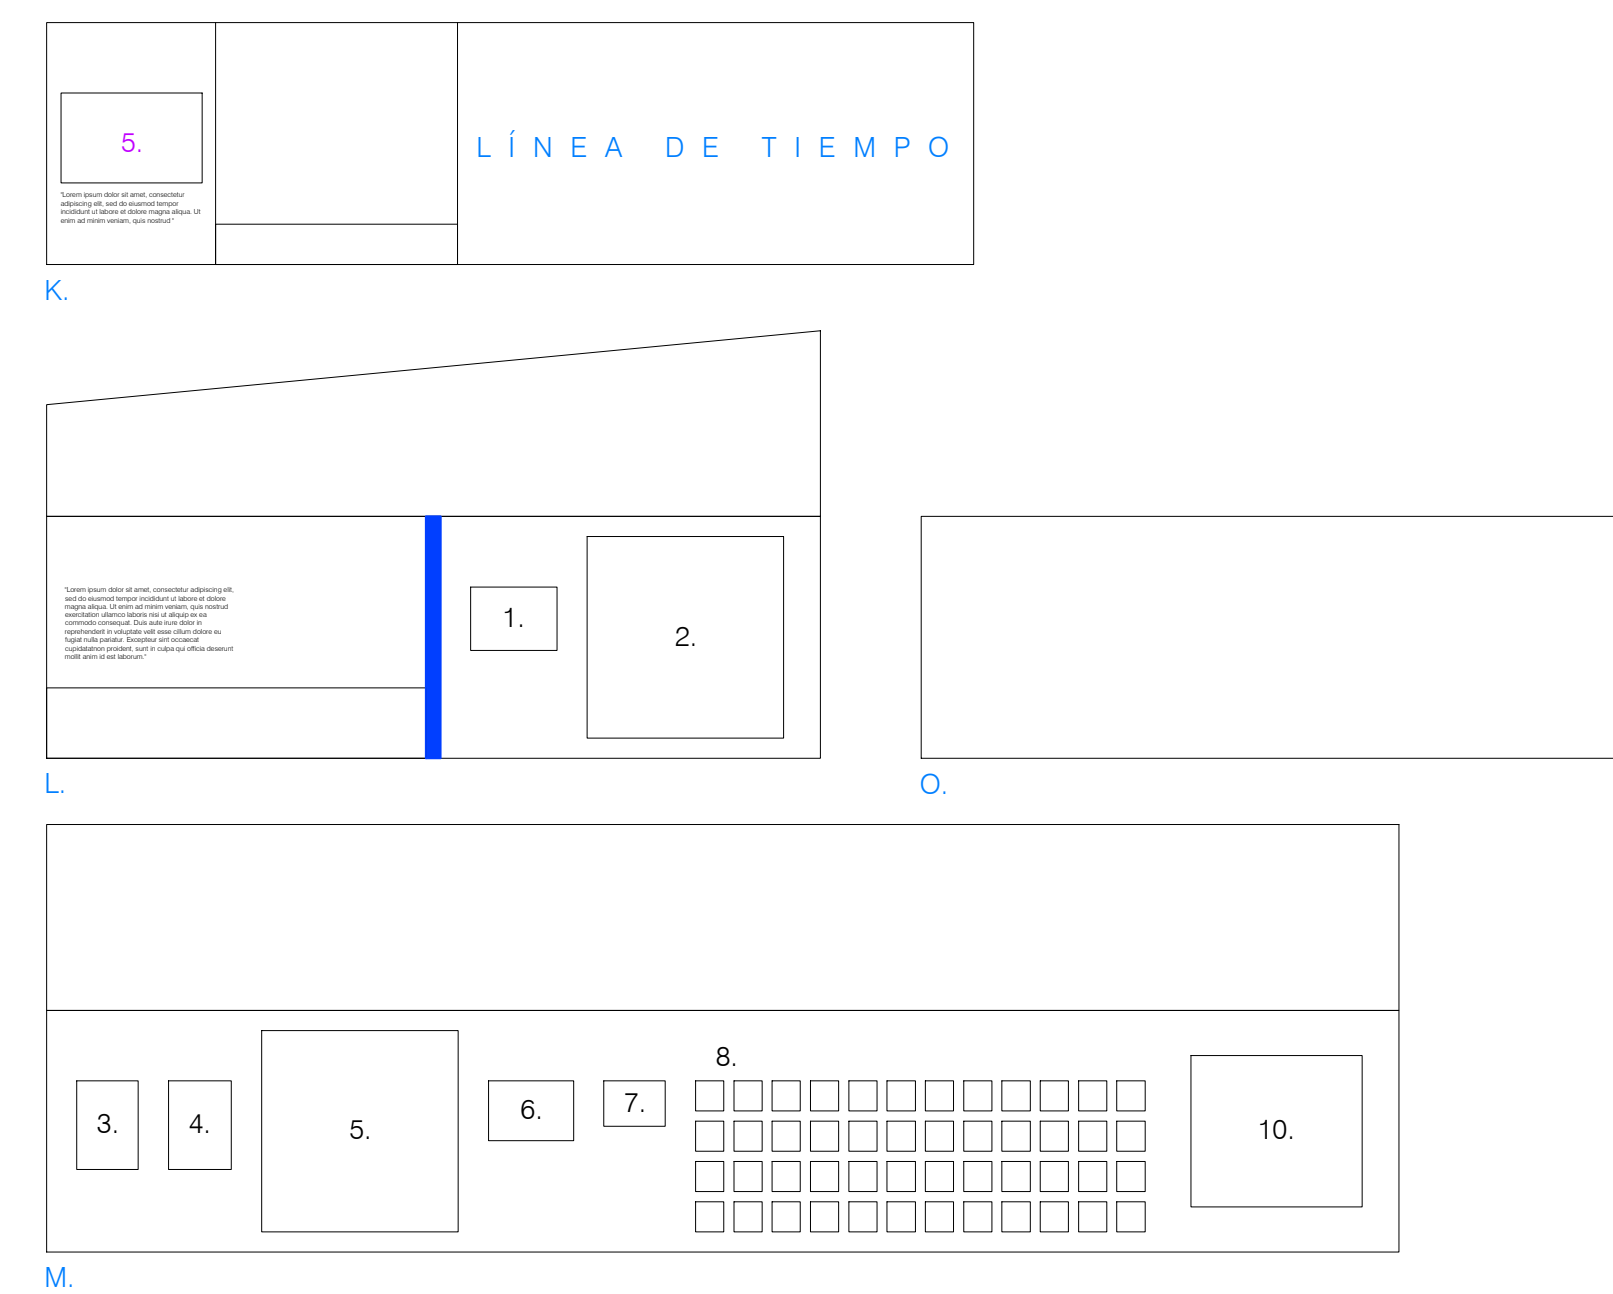 5.
LÍNEA DE TIEMPO
"Lorem ipsum dolor sit amet, consectetur
adipiscing elit, sed do eiusmod tempor
incididunt ut labore et dolore magna aliqua. Ut
enim ad minim veniam, quis nostrud."
K.
"Lorem ipsum dolor sit amet, consectetur adipiscing elit,
sed do eiusmod tempor incididunt ut labore et dolore
magna aliqua. Ut enim ad minim veniam, quis nostrud
exercitation ullamco laboris nisi ut aliquip ex ea
commodo consequat. Duis aute irure dolor in
reprehenderit in voluptate velit esse cillum dolore eu
fugiat nulla pariatur. Excepteur sint occaecat
cupidatatnon proident, sunt in culpa qui officia deserunt
mollit anim id est laborum."
1.
2.
L.
O.
3.
4.
5.
6.
7.
8.
10.
M.